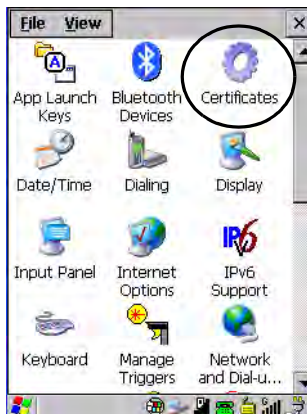 File View
App Launch
Keys
Bluetooth
Devices
Certificates
Date/Time
Dialing
Display
Input Panel
Internet
Options
IPv6
IPv6
Support
Keyboard
Manage
Triggers
Network
and Dial-u...